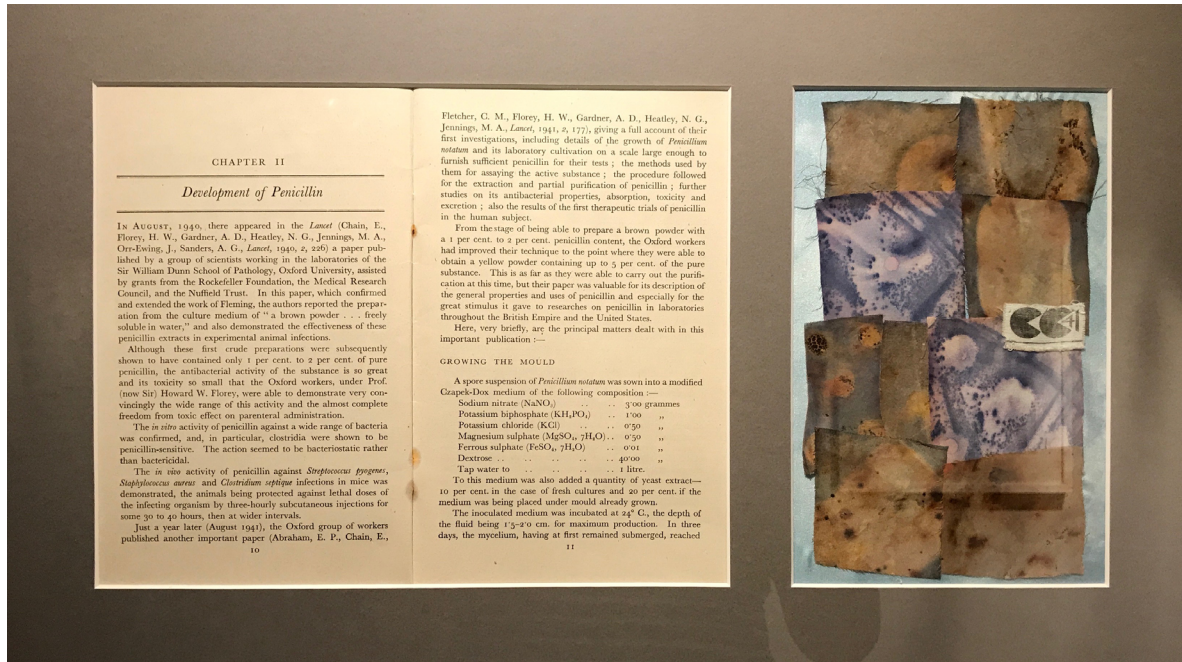 CHAPTER II
Development of Penicillin
IN AUGUST, 1940, there appeared in the Lancet (Chain, E.,
Florey, H. W., Gardner, A. D., Heatley, N. G., Jennings, M. A.,
Orr-Ewing, J., Sanders, A. G., Lancet, 1940, 2, 226) a paper pub-
lished by a group of scientists working in the laboratories of the
Sir William Dunn School of Pathology, Oxford University, assisted
by grants from the Rockefeller Foundation, the Medical Research
Council, and the Nuffield Trust. In this paper, which confirmed
and extended the work of Fleming, the authors reported the prepar-
ation from the culture medium of "a brown powder . . . freely
soluble in water," and also demonstrated the effectiveness of these
penicillin extracts in experimental animal infections.
Although these first crude preparations were subsequently
shown to have contained only 1 per cent. to 2 per cent. of pure
penicillin, the antibacterial activity of the substance is so great
and its toxicity so small that the Oxford workers, under Prof.
(now Sir) Howard W. Florey, were able to demonstrate very con-
vincingly the wide range of this activity and the almost complete
freedom from toxic effect on parenteral administration.
The in vitro activity of penicillin against a wide range of bacteria
was confirmed, and, in particular, clostridia were shown to be
penicillin-sensitive. The action seemed to be bacteriostatic rather
than bactericidal.
The in vivo activity of penicillin against Streptococcus pyogenes,
Staphylococcus aureus and Clostridium septique infections in mice was
demonstrated, the animals being protected against lethal doses of
the infecting organism by three-hourly subcutaneous injections for
some 30 to 40 hours, then at wider intervals.
Just a year later (August 1941), the Oxford group of workers
published another important paper (Abraham, E. P., Chain, E.,
10
Fletcher, C. M., Florey, H. W., Gardner, A. D., Heatley, N. G.,
Jennings, M. A., Lancet, 1941, 2, 177), giving a full account of their
first investigations, including details of the growth of Penicillium
notatum and its laboratory cultivation on a scale large enough to
furnish sufficient penicillin for their tests ; the methods used by
them for assaying the active substance ; the procedure followed
for the extraction and partial purification of penicillin ; further
studies on its antibacterial properties, absorption, toxicity and
excretion ; also the results of the first therapeutic trials of penicillin
in the human subject.
From the stage of being able to prepare a brown powder with
a 1 per cent. to 2 per cent. penicillin content, the Oxford workers
had improved their technique to the point where they were able to
obtain a yellow powder containing up to 5 per cent. of the pure
substance. This is as far as they were able to carry out the purifi-
cation at this time, but their paper was valuable for its description of
the general properties and uses of penicillin and especially for the
great stimulus it gave to researches on penicillin in laboratories
throughout the British Empire and the United States.
Here, very briefly, are the principal matters dealt with in this
important publication :—
GROWING THE MOULD
A spore suspension of Penicillium notatum was sown into a modified
Czapek-Dox medium of the following composition :—
Sodium nitrate (NaNO₃) .. .. 3·00 grammes
Potassium biphosphate (KH₂PO₄) .. 1·00 ,,
Potassium chloride (KCl) .. .. 0·50 ,,
Magnesium sulphate (MgSO₄, 7H₂O) .. 0·50 ,,
Ferrous sulphate (FeSO₄, 7H₂O) .. 0·01 ,,
Dextrose .. .. .. .. 40·00 ,,
Tap water to .. .. .. .. 1 litre.
To this medium was also added a quantity of yeast extract—
10 per cent. in the case of fresh cultures and 20 per cent. if the
medium was being placed under mould already grown.
The inoculated medium was incubated at 24° C., the depth of
the fluid being 1·5-2·0 cm. for maximum production. In three
days, the mycelium, having at first remained submerged, reached
11